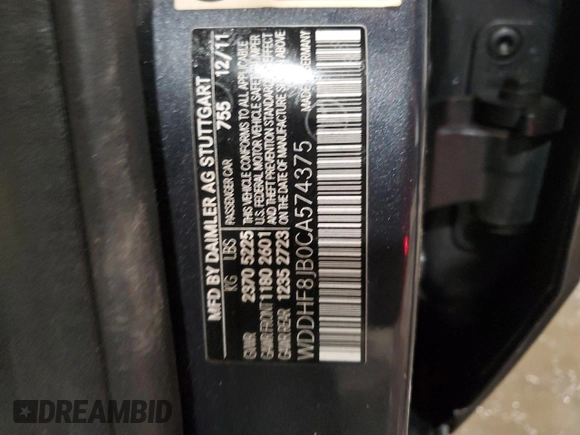 MFD BY DAIMLER AG STUTTGART
PASSENGER CAR 755 12/11
KG LBS
GVWR 2370 5225
GAWR FRONT 1180 2601
GAWR REAR 1235 2723
THIS VEHICLE CONFORMS TO ALL APPLICABLE
U.S. FEDERAL MOTOR VEHICLE SAFETY, BUMPER
AND THEFT PREVENTION STANDARDS IN EFFECT
ON THE DATE OF MANUFACTURE SHOWN ABOVE
MADE IN GERMANY
WDDHF8JB0CA574375
DREAMBID